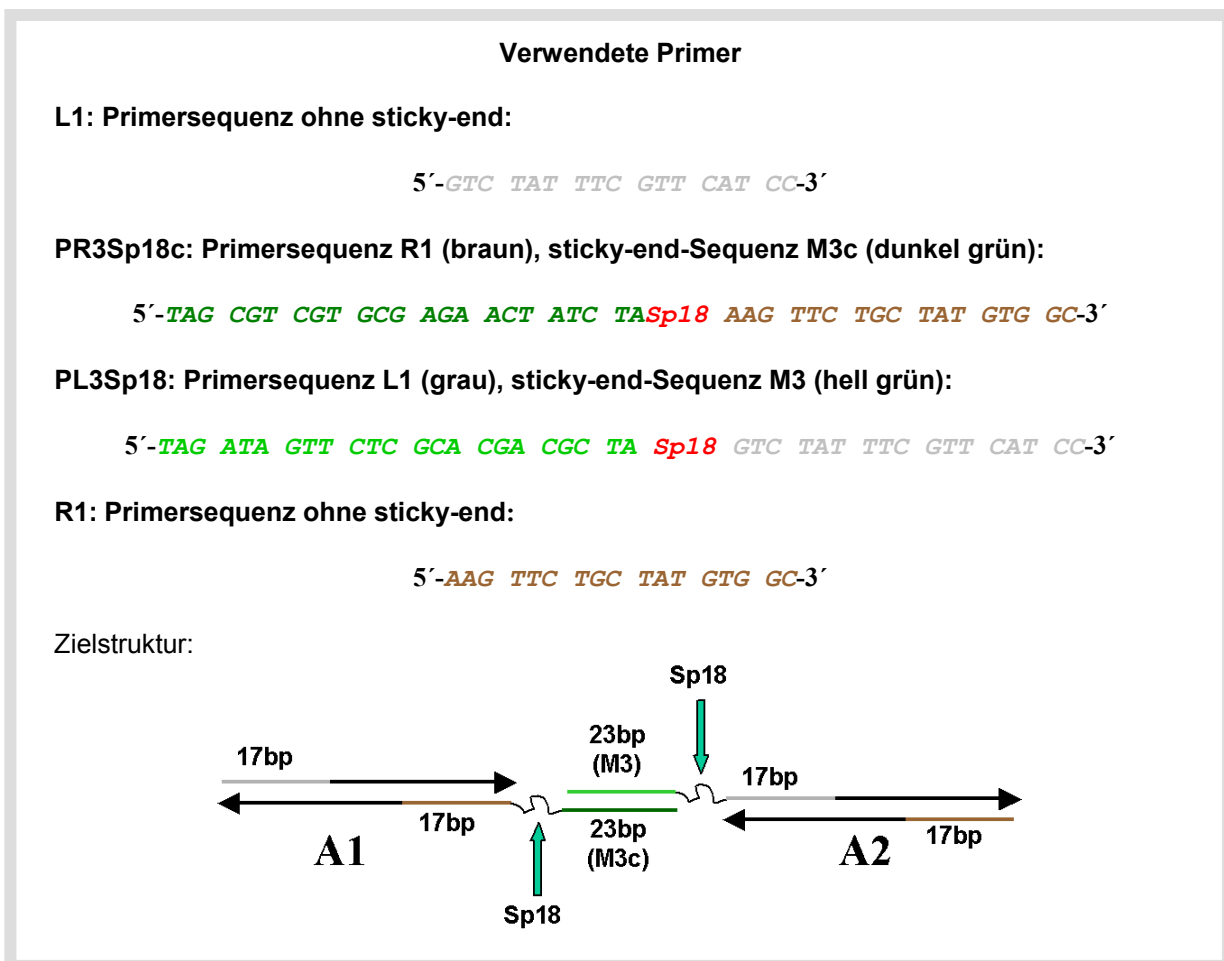 Verwendete Primer
L1: Primersequenz ohne sticky-end:
5´-GTC TAT TTC GTT CAT CC-3´
PR3Sp18c: Primersequenz R1 (braun), sticky-end-Sequenz M3c (dunkel grün):
5´-TAG CGT CGT GCG AGA ACT ATC TASp18 AAG TTC TGC TAT GTG GC-3´
PL3Sp18: Primersequenz L1 (grau), sticky-end-Sequenz M3 (hell grün):
5´-TAG ATA GTT CTC GCA CGA CGC TA Sp18 GTC TAT TTC GTT CAT CC-3´
R1: Primersequenz ohne sticky-end:
5´-AAG TTC TGC TAT GTG GC-3´
Zielstruktur:
Sp18
17bp
23bp
(M3)
17bp
17bp
23bp
(M3c)
17bp
A1
A2
Sp18